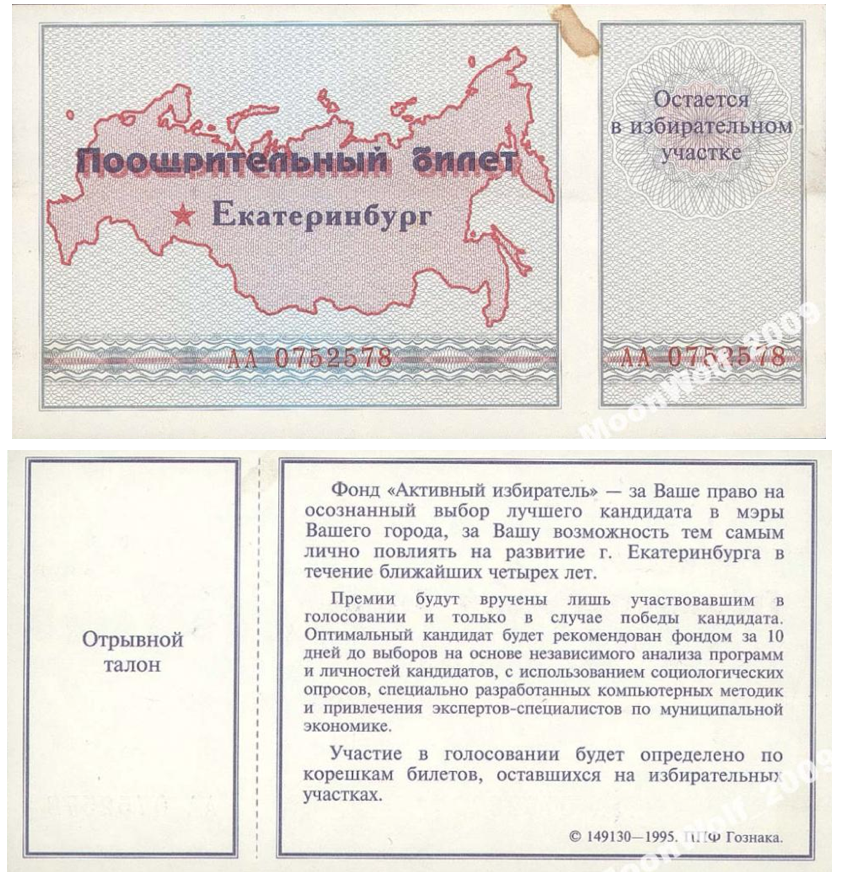 Поощрительный билет
Екатеринбург
АА 0752578
Остается
в избирательном
участке
АА 0752578
MoonWolf_2009
Отрывной
талон
Фонд «Активный избиратель» — за Ваше право на
осознанный выбор лучшего кандидата в мэры
Вашего города, за Вашу возможность тем самым
лично повлиять на развитие г. Екатеринбурга в
течение ближайших четырех лет.
Премии будут вручены лишь участвовавшим в
голосовании и только в случае победы кандидата.
Оптимальный кандидат будет рекомендован фондом за 10
дней до выборов на основе независимого анализа программ
и личностей кандидатов, с использованием социологических
опросов, специально разработанных компьютерных методик
и привлечения экспертов-специалистов по муниципальной
экономике.
Участие в голосовании будет определено по
корешкам билетов, оставшихся на избирательных
участках.
© 149130—1995. ППФ Гознака.
MoonWolf_2009